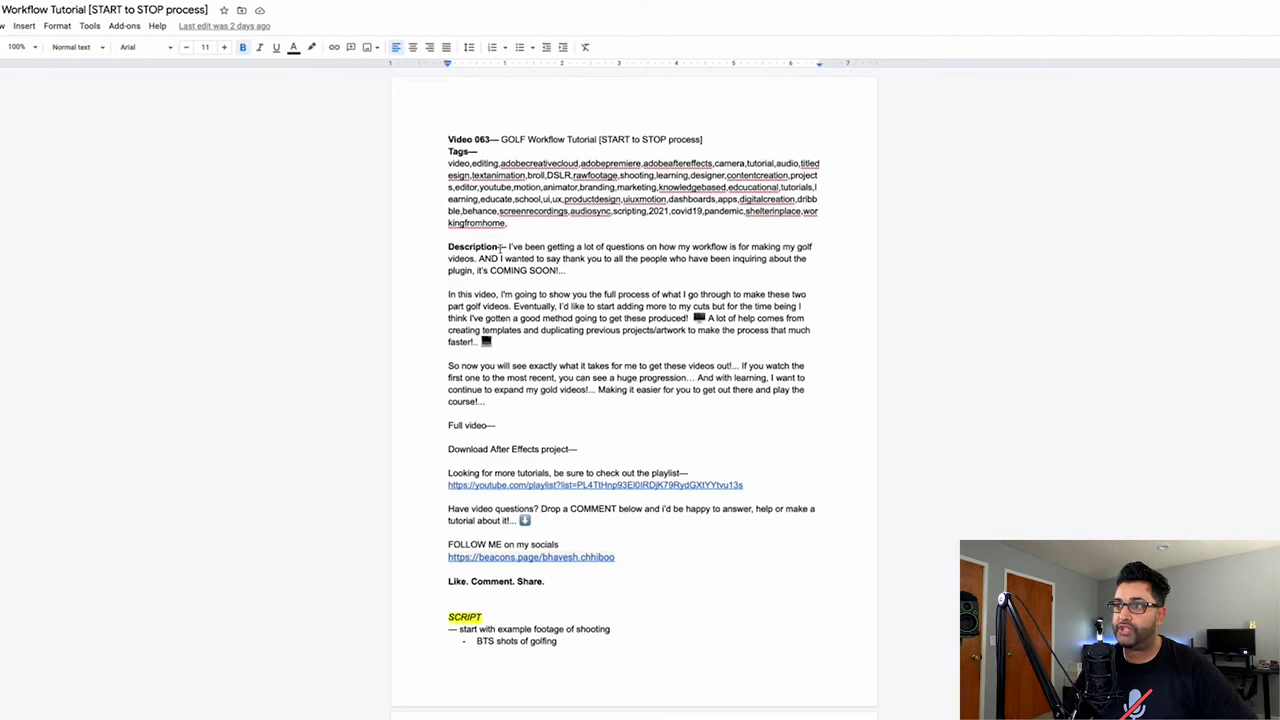 Workflow Tutorial [START to STOP process]
Insert Format Tools Add-ons Help Last edit was 2 days ago
100% Normal text Arial 11 B I U A
1 1 2 3 4 5 6 7
Video 063— GOLF Workflow Tutorial [START to STOP process]
Tags—
video,editing,adobecreativecloud,adobepremiere,adobeaftereffects,camera,tutorial,audio,titled
esign,textanimation,broll,DSLR,rawfootage,shooting,learning,designer,contentcreation,project
s,editor,youtube,motion,animator,branding,marketing,knowledgebased,edcucational,tutorials,l
earning,educate,school,ui,ux,productdesign,uiuxmotion,dashboards,apps,digitalcreation,dribb
ble,behance,screenrecordings,audiosync,scripting,2021,covid19,pandemic,shelterinplace,wor
kingfromhome,
Description— I've been getting a lot of questions on how my workflow is for making my golf
videos. AND I wanted to say thank you to all the people who have been inquiring about the
plugin, it's COMING SOON!...
In this video, I'm going to show you the full process of what I go through to make these two
part golf videos. Eventually, I'd like to start adding more to my cuts but for the time being I
think I've gotten a good method going to get these produced! 🖥️ A lot of help comes from
creating templates and duplicating previous projects/artwork to make the process that much
faster!.. 💻
So now you will see exactly what it takes for me to get these videos out!... If you watch the
first one to the most recent, you can see a huge progression… And with learning, I want to
continue to expand my gold videos!... Making it easier for you to get out there and play the
course!...
Full video—
Download After Effects project—
Looking for more tutorials, be sure to check out the playlist—
https://youtube.com/playlist?list=PL4TtHnp93El0lRDjK79RydGXtYYtvu13s
Have video questions? Drop a COMMENT below and i'd be happy to answer, help or make a
tutorial about it!... ⬇️
FOLLOW ME on my socials
https://beacons.page/bhavesh.chhiboo
Like. Comment. Share.
SCRIPT
— start with example footage of shooting
- BTS shots of golfing